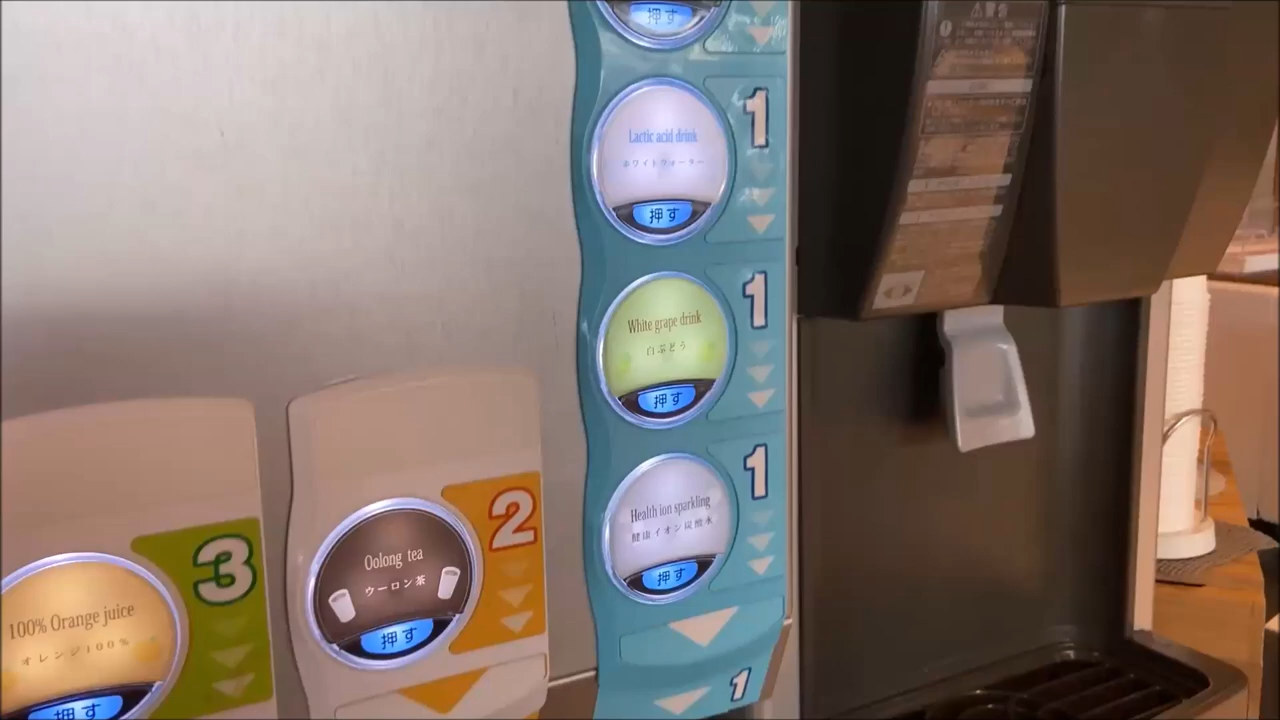 押す
警告
Lactic acid drink
ホワイトウォーター
押す
1
White grape drink
白ぶどう
押す
1
Health ion sparkling
健康イオン炭酸水
押す
1
1
Oolong tea
ウーロン茶
押す
2
100% Orange juice
オレンジ100%
押す
3